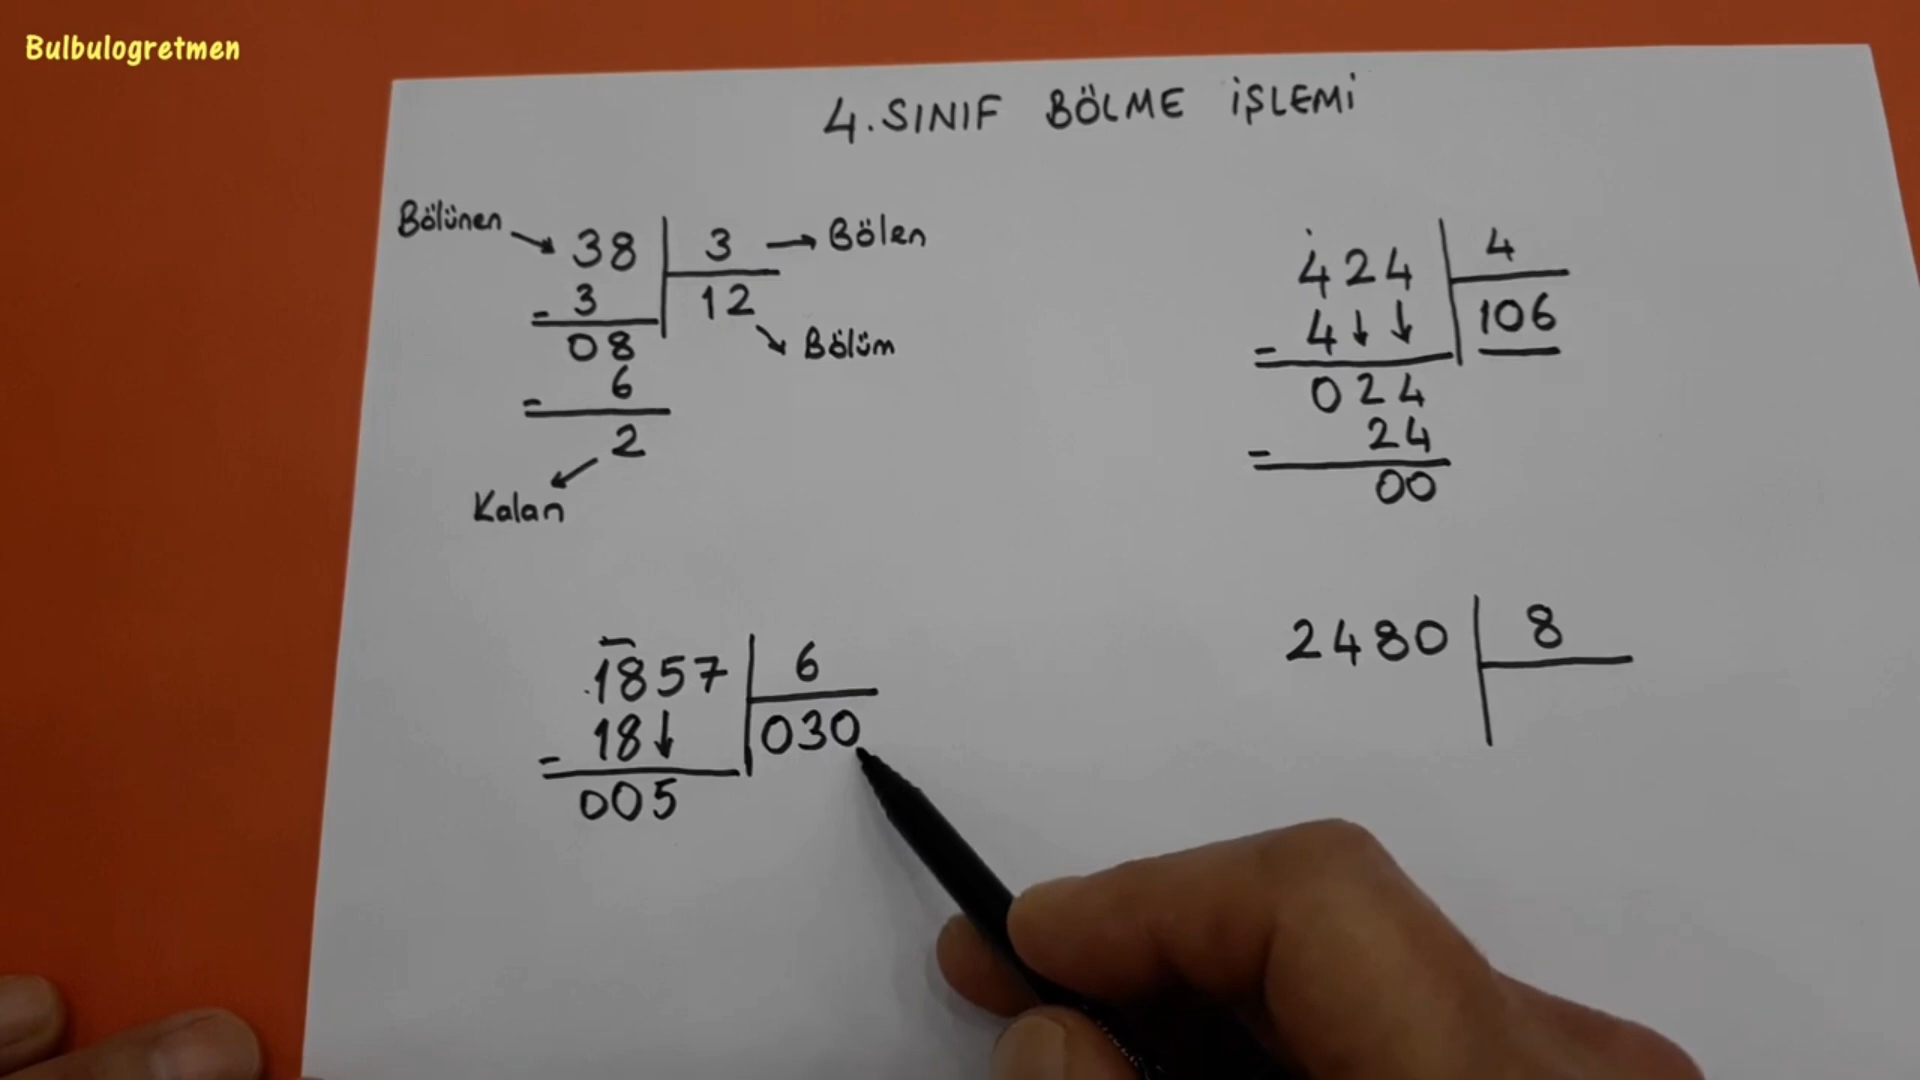 Bulbulogretmen
4. SINIF BÖLME İŞLEMİ
Bölünen → 38 | 3 → Bölen
- 3 | 12
→ Bölüm
08
- 6
2
Kalan
424 | 4
- 4↓↓ | 106
024
- 24
00
1857 | 6
- 18↓ | 030
005
2480 | 8